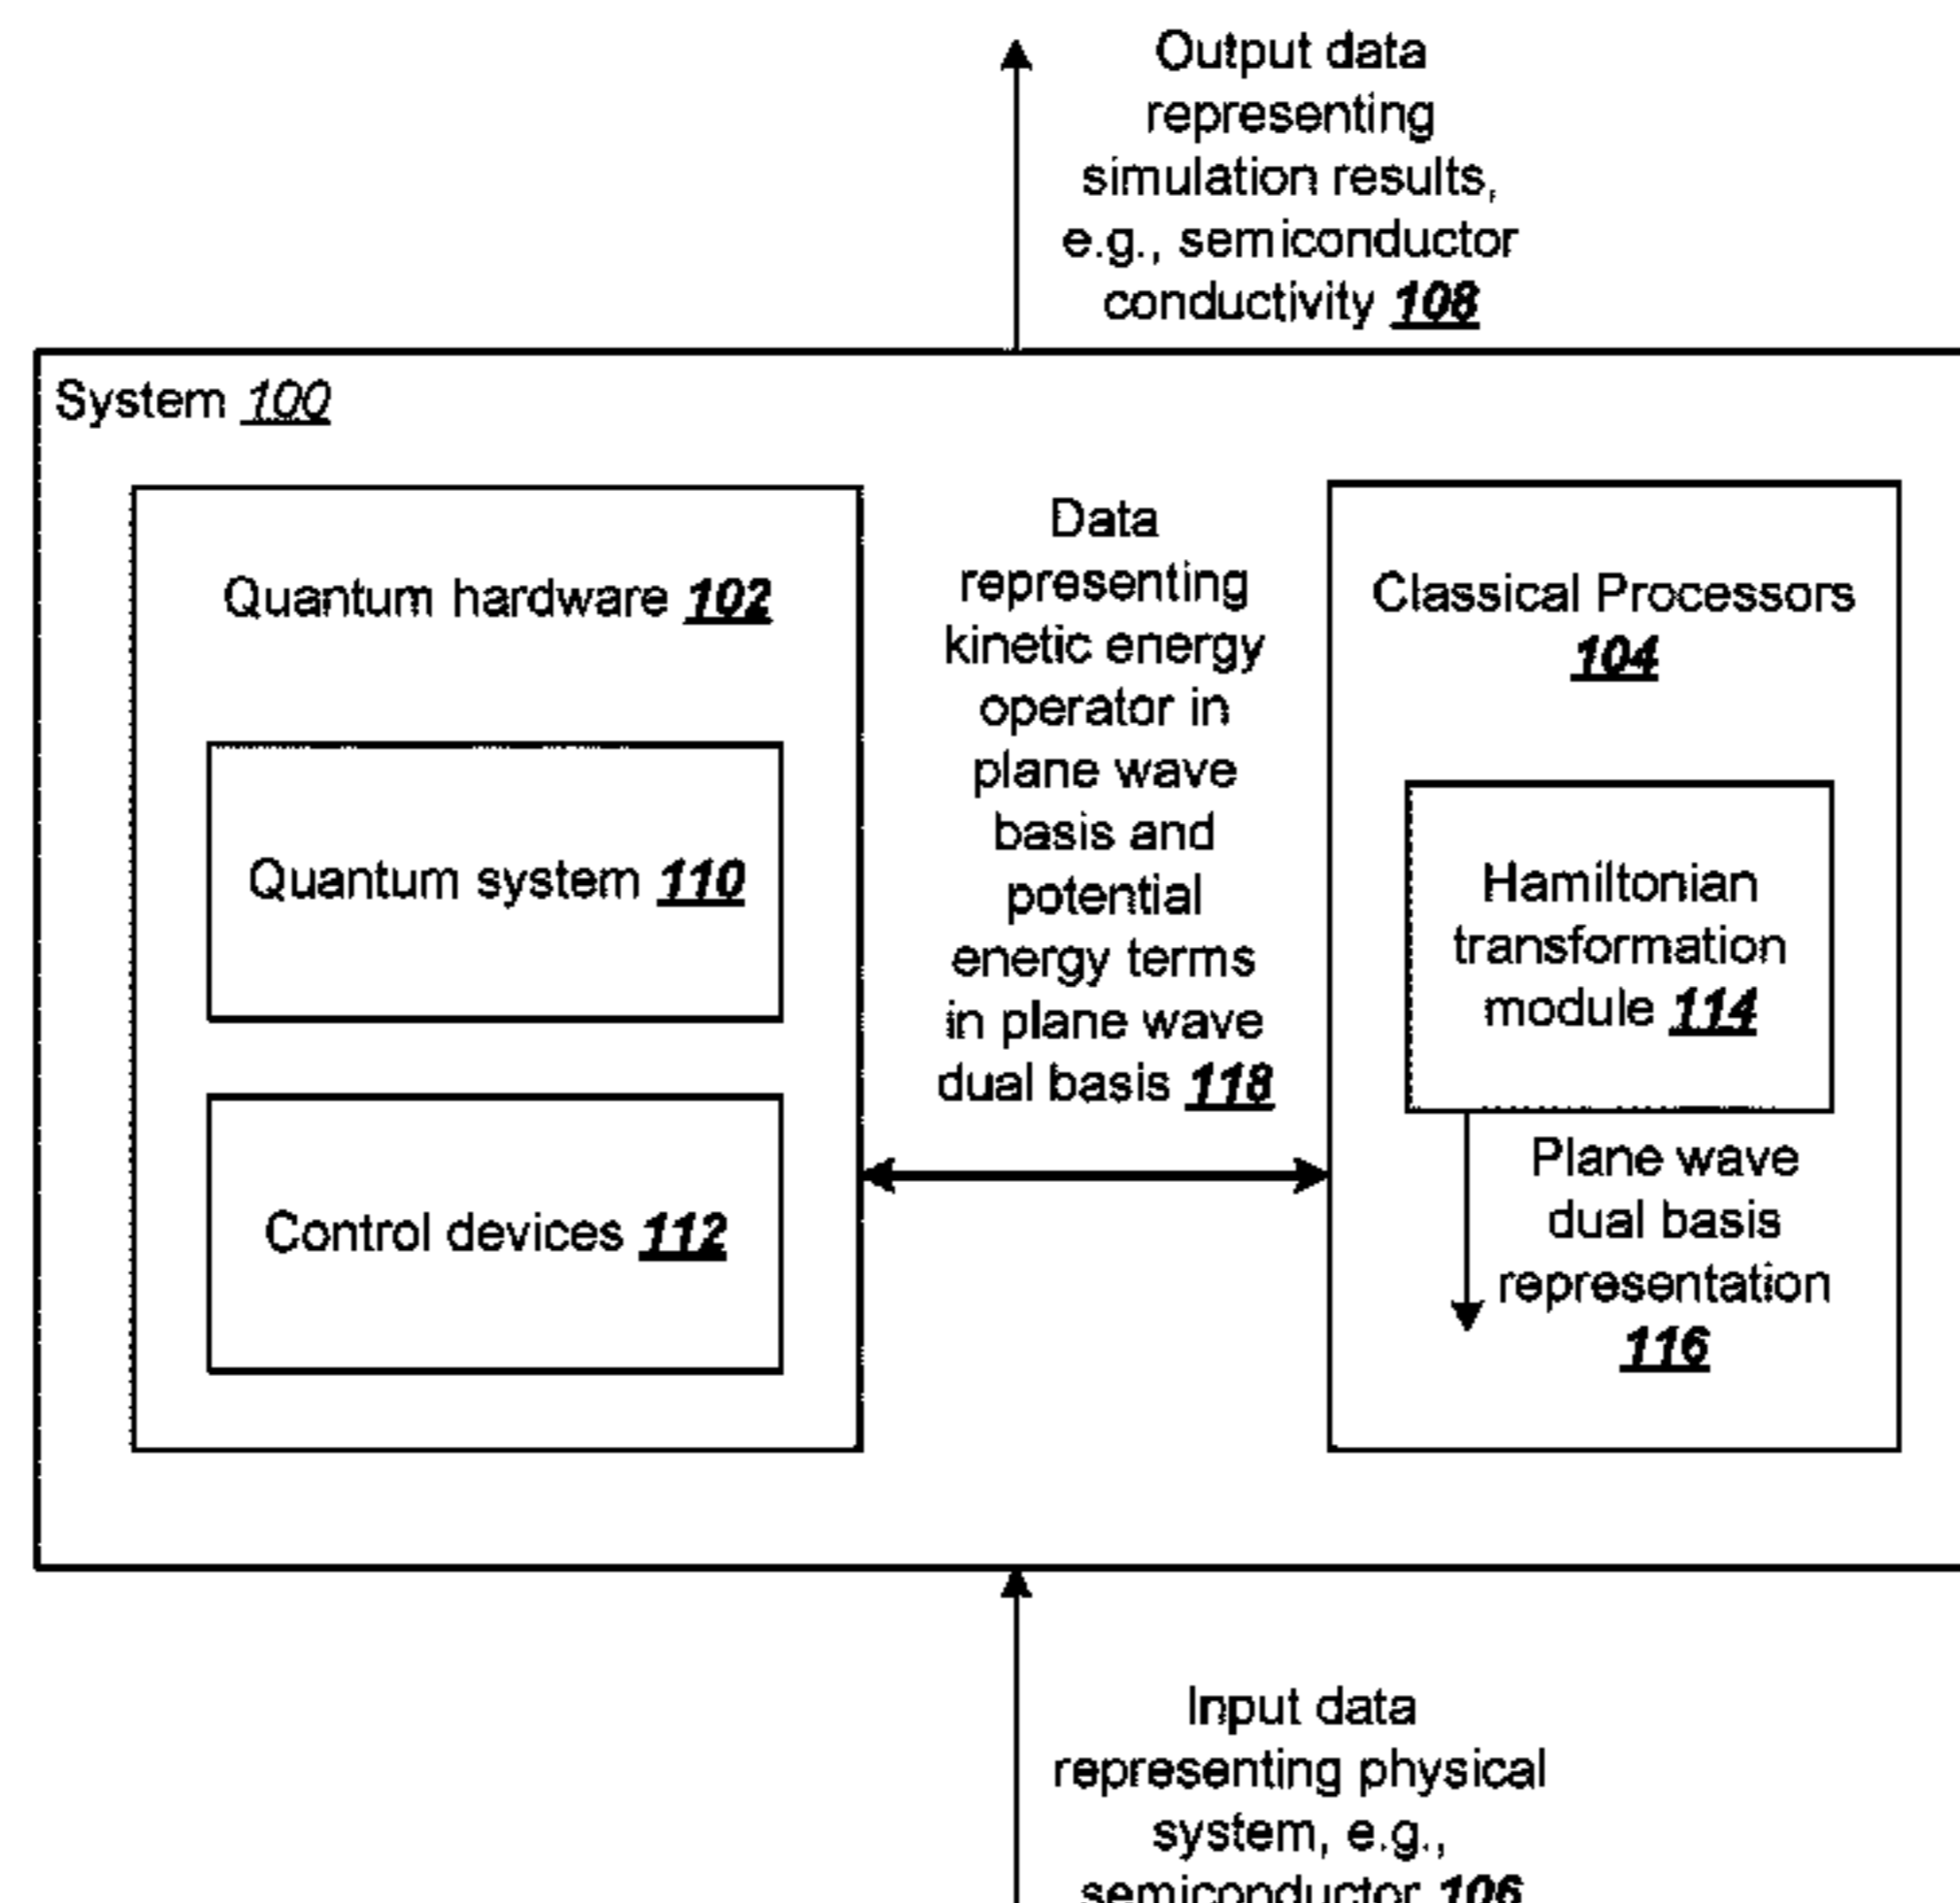 Output data
representing
simulation results,
e.g., semiconductor
conductivity 108
System 100
Quantum hardware 102
Quantum system 110
Control devices 112
Data
representing
kinetic energy
operator in
plane wave
basis and
potential
energy terms
in plane wave
dual basis 118
Classical Processors
104
Hamiltonian
transformation
module 114
Plane wave
dual basis
representation
116
Input data
representing physical
system, e.g.,
semiconductor 106